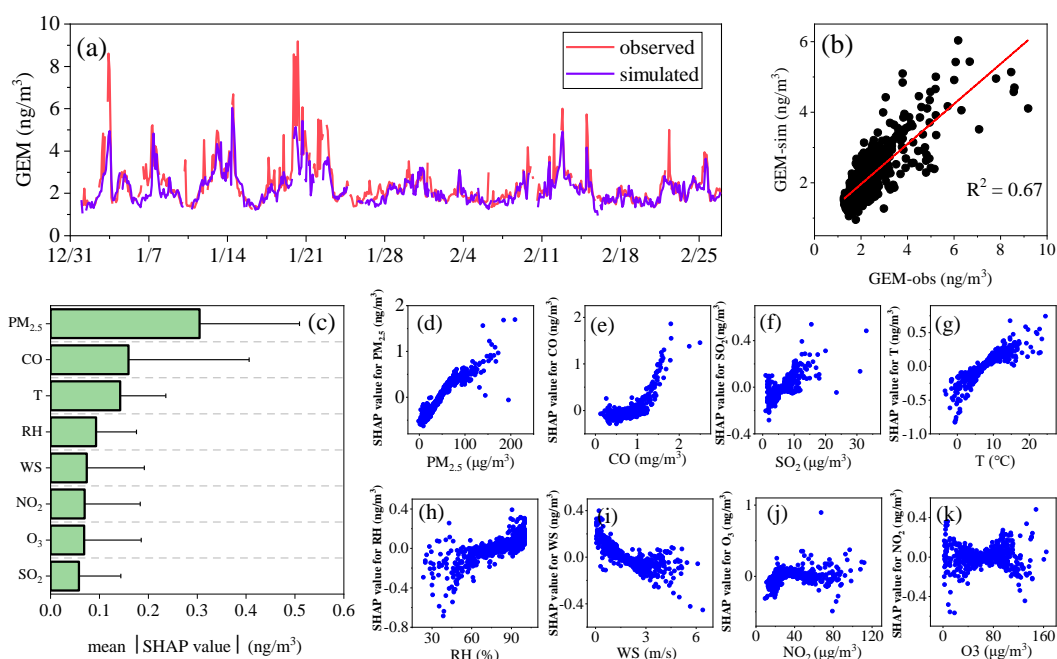 (a)
observed
simulated
GEM (ng/m³)
10
8
6
4
2
0
12/31
1/7
1/14
1/21
1/28
2/4
2/11
2/18
2/25
(b)
GEM-sim (ng/m³)
6
4
2
R² = 0.67
0
2
4
6
8
10
GEM-obs (ng/m³)
(c)
PM₂.₅
CO
T
RH
WS
NO₂
O₃
SO₂
0.0
0.1
0.2
0.3
0.4
0.5
0.6
mean |SHAP value| (ng/m³)
(d)
SHAP value for PM₂.₅ (ng/m³)
2
1
0
0
100
200
PM₂.₅ (μg/m³)
(e)
SHAP value for CO (ng/m³)
2
1
0
0
1
2
CO (mg/m³)
(f)
SHAP value for SO₂ (ng/m³)
0.8
0.4
0.0
-0.4
0
10
20
30
SO₂ (μg/m³)
(g)
SHAP value for T (ng/m³)
1.0
0.5
0.0
-0.5
-1.0
0
10
20
T (℃)
(h)
SHAP value for RH (ng/m³)
0.4
0.0
-0.4
-0.8
30
60
90
RH (%)
(i)
SHAP value for WS (ng/m³)
0.4
0.0
-0.4
0
3
6
WS (m/s)
(j)
SHAP value for O₃ (ng/m³)
1
0
0
40
80
120
NO₂ (μg/m³)
(k)
SHAP value for NO₂ (ng/m³)
0.4
0.0
-0.4
0
80
160
O3 (μg/m³)